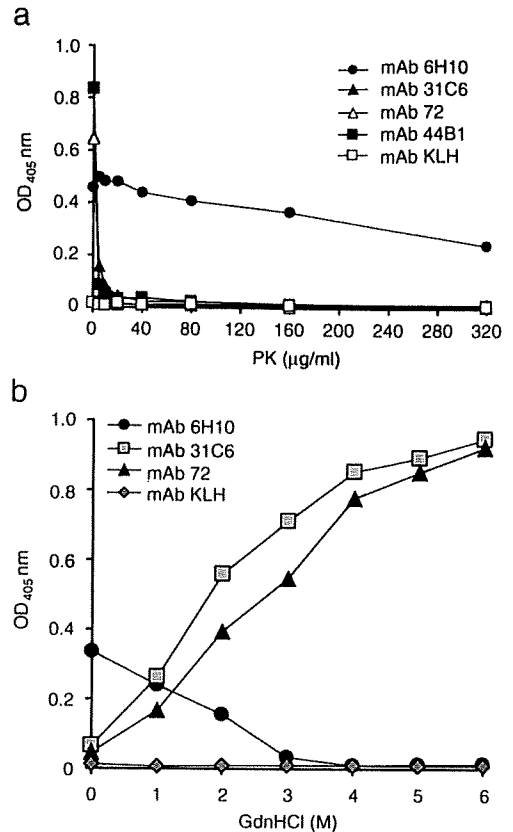 a
1.0
0.8
0.6
0.4
0.2
0
OD405 nm
mAb 6H10
mAb 31C6
mAb 72
mAb 44B1
mAb KLH
0 40 80 120 160 200 240 280 320
PK (µg/ml)
b
1.0
0.8
0.6
0.4
0.2
0
OD405 nm
mAb 6H10
mAb 31C6
mAb 72
mAb KLH
0 1 2 3 4 5 6
GdnHCl (M)